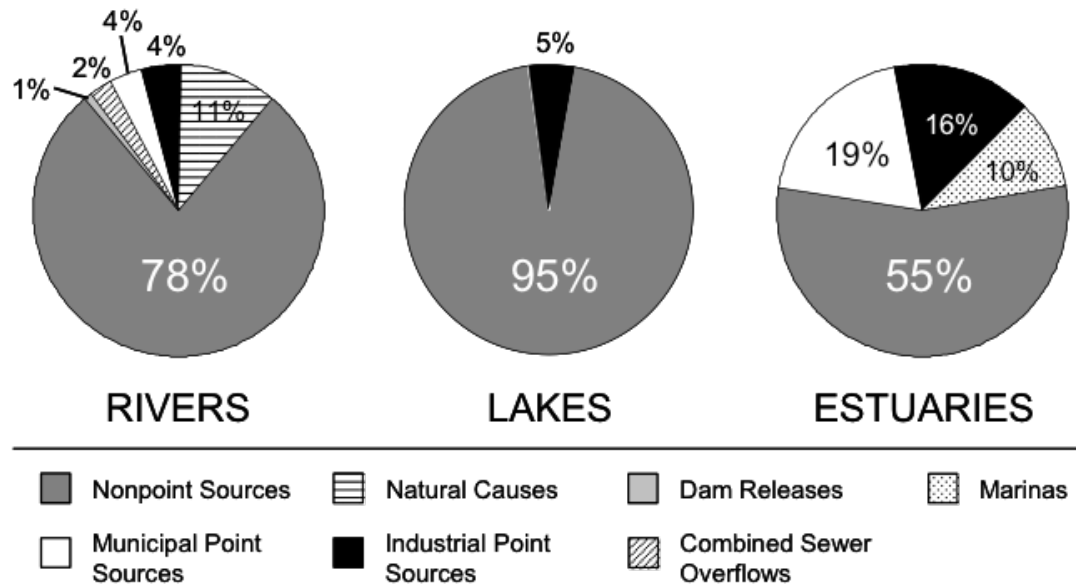 4%
4%
2%
1%
11%
78%
5%
95%
19%
16%
10%
55%
RIVERS
LAKES
ESTUARIES
Nonpoint Sources
Natural Causes
Dam Releases
Marinas
Municipal Point
Sources
Industrial Point
Sources
Combined Sewer
Overflows